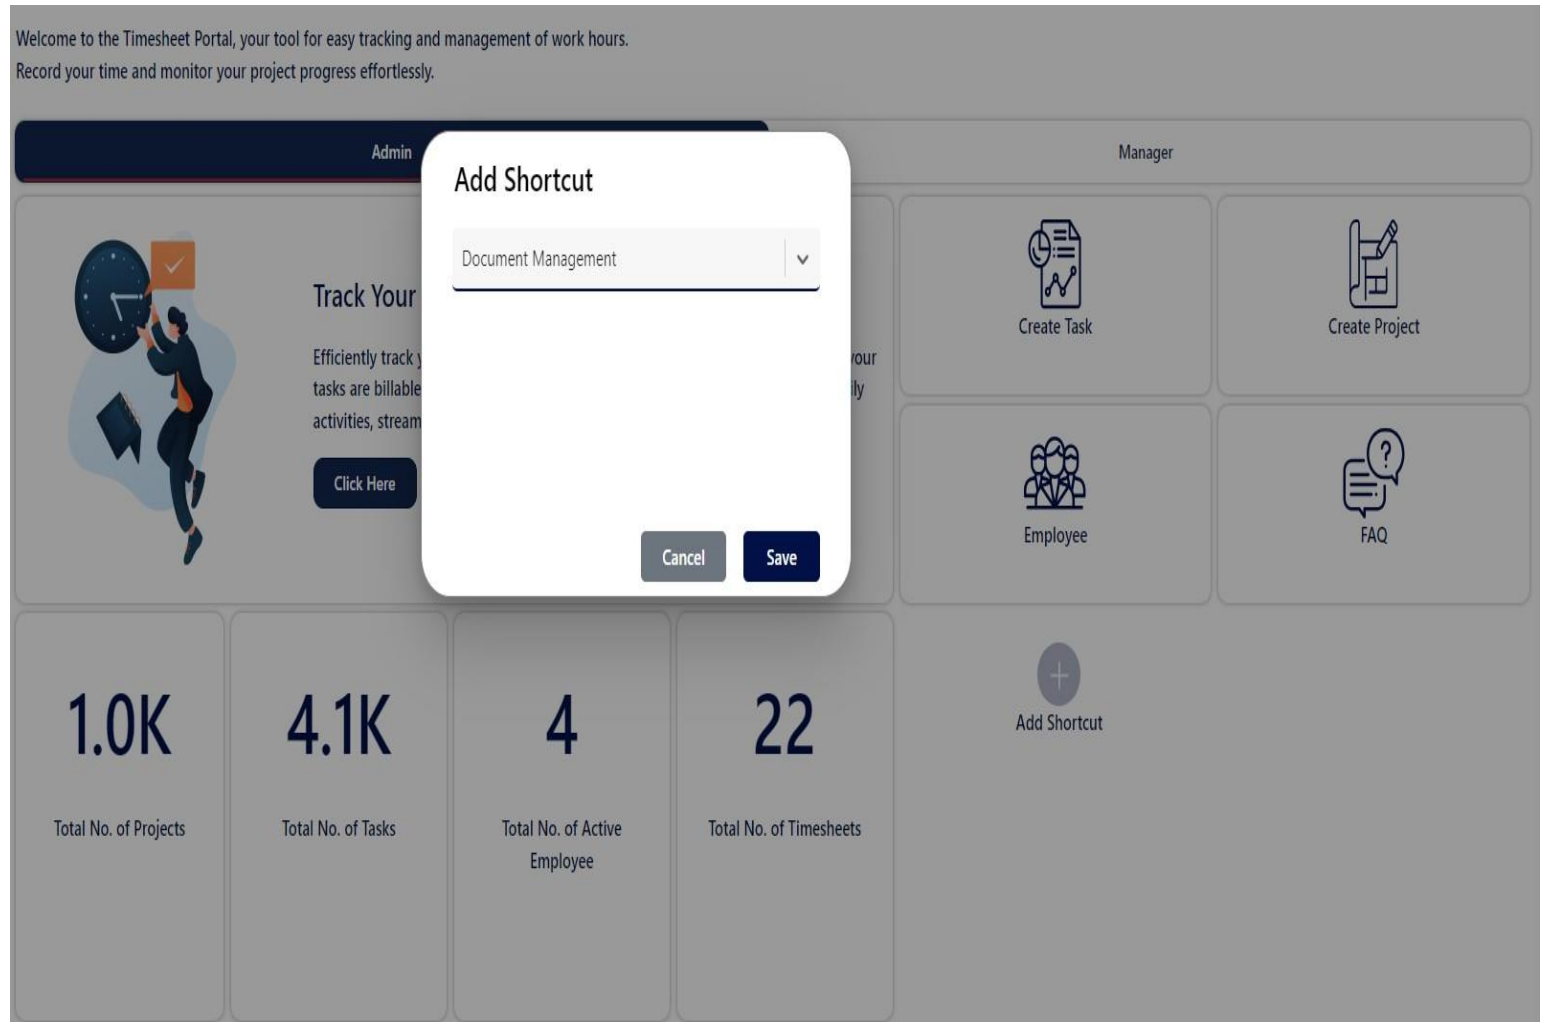 Welcome to the Timesheet Portal, your tool for easy tracking and management of work hours.
Record your time and monitor your project progress effortlessly.
Admin
Manager
Add Shortcut
Document Management
Cancel
Save
Track Your
Efficiently track
your
tasks are billable
activities,
Click Here
Create Task
Create Project
Employee
FAQ
1.0K
Total No. of Projects
4.1K
Total No. of Tasks
4
Total No. of Active
Employee
22
Total No. of Timesheets
Add Shortcut